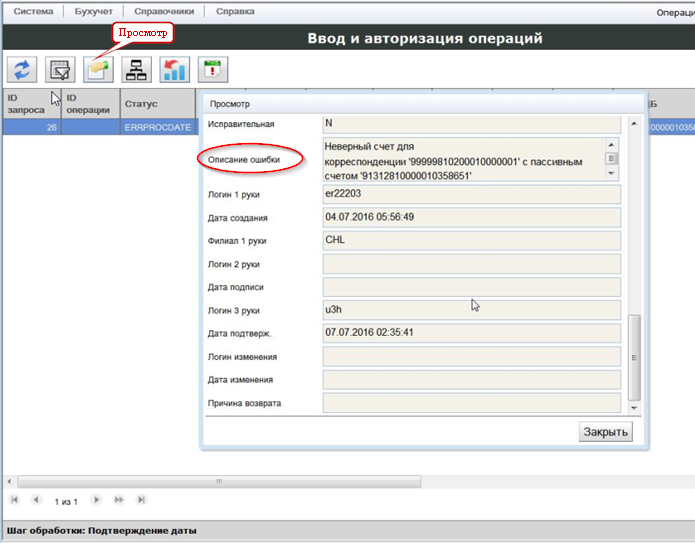 Система Бухучет Справочники Справка Операци
Просмотр
Ввод и авторизация операций
ID запроса
ID операции
Статус
ДБ
26 ERRPROCDATE
Просмотр
Исправительная N
Описание ошибки
Неверный счет для
корреспонденции '99999810200010000001' с пассивным
счетом '91312810000010358651'
Логин 1 руки er22203
Дата создания 04.07.2016 05:56:49
Филиал 1 руки CHL
Логин 2 руки
Дата подписи
Логин 3 руки u3h
Дата подтверж. 07.07.2016 02:35:41
Логин изменения
Дата изменения
Причина возврата
Закрыть
1 из 1
Шаг обработки: Подтверждение даты